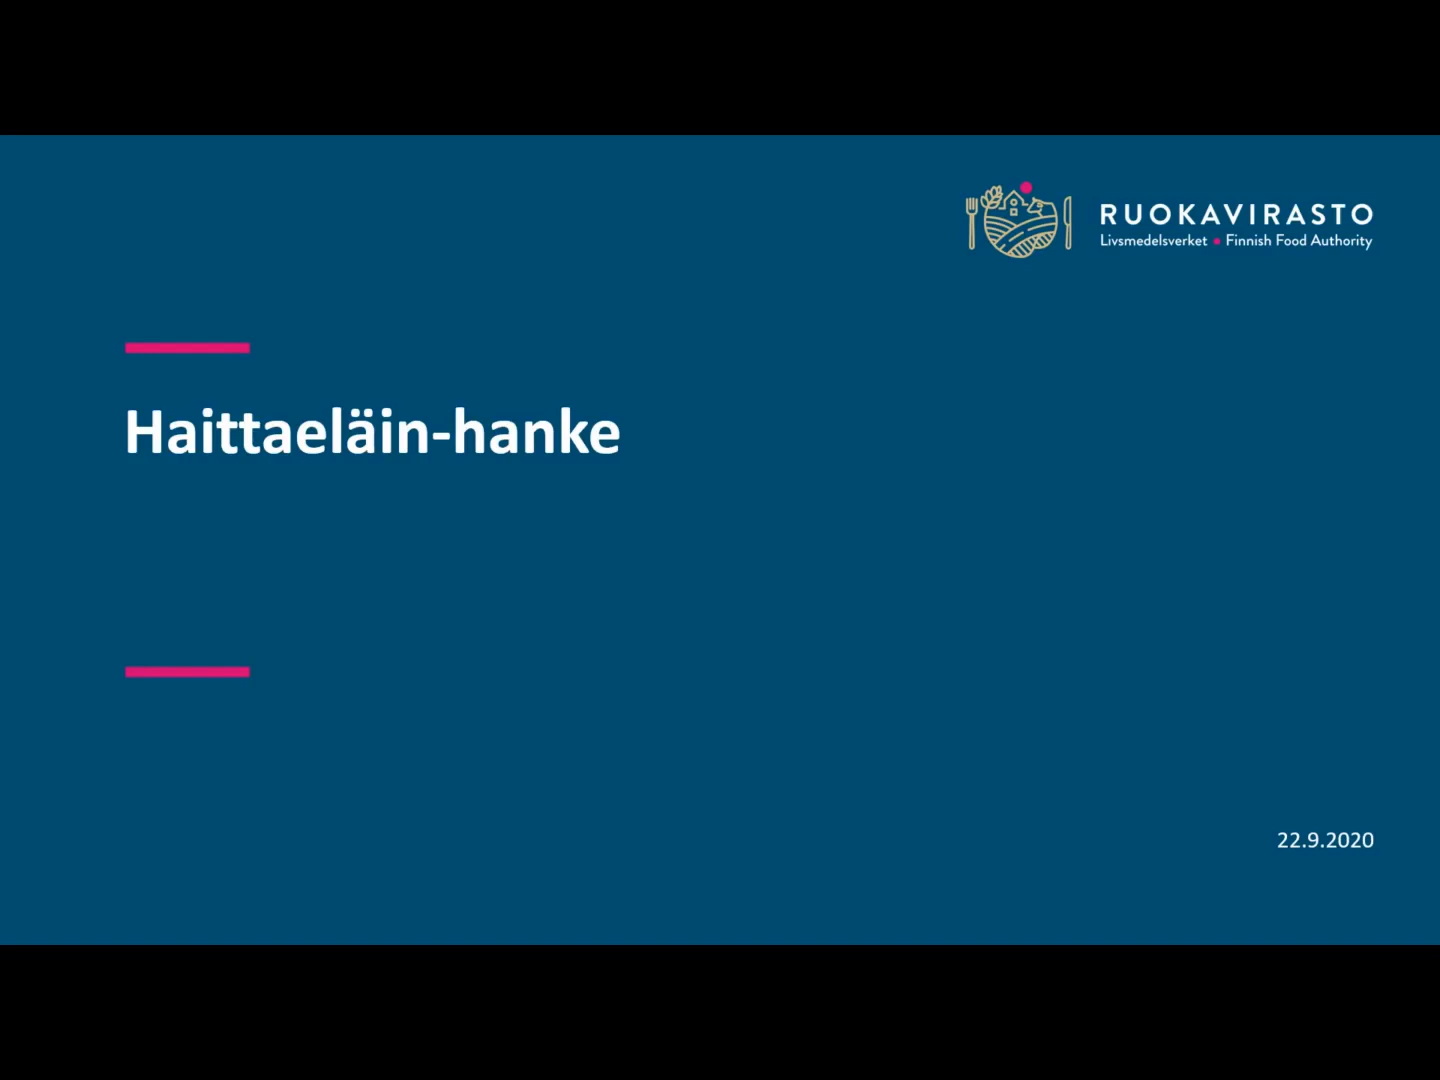 RUOKAVIRASTO
Livsmedelsverket • Finnish Food Authority
Haittaeläin-hanke
22.9.2020